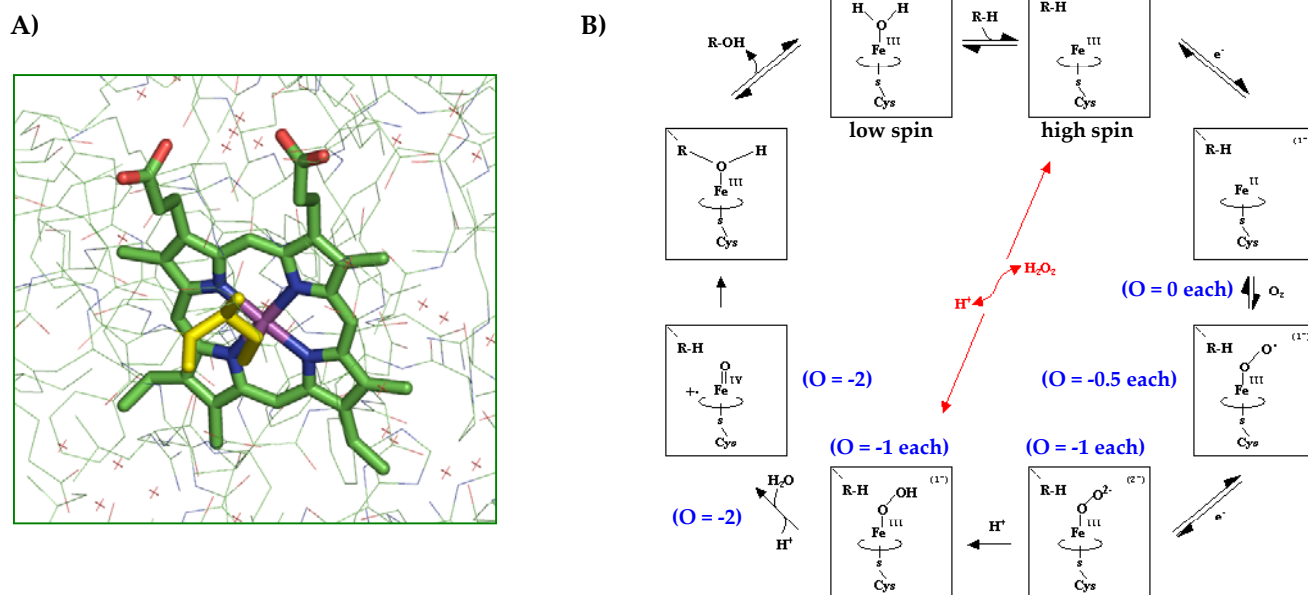 A)
B)
H H
O
III
Fe
S
Cys
low spin
R-H
R-H
III
Fe
S
Cys
high spin
e-
R-OH
R O H
III
Fe
S
Cys
(1-)
R-H
II
Fe
S
Cys
(O = 0 each)
O2
H2O2
H+
R-H
O
IV
Fe
+·
S
Cys
(O = -2)
(O = -0.5 each)
(1-)
R-H
O·
O
III
Fe
S
Cys
(O = -1 each)
(O = -1 each)
H2O
(O = -2)
H+
(1-)
R-H
OH
O
III
Fe
S
Cys
H+
(2-)
R-H
O2-
O
III
Fe
S
Cys
e-